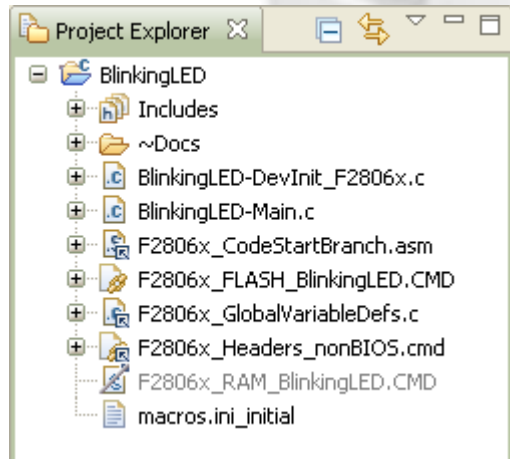 Project Explorer
BlinkingLED
Includes
~Docs
BlinkingLED-DevInit_F2806x.c
BlinkingLED-Main.c
F2806x_CodeStartBranch.asm
F2806x_FLASH_BlinkingLED.CMD
F2806x_GlobalVariableDefs.c
F2806x_Headers_nonBIOS.cmd
F2806x_RAM_BlinkingLED.CMD
macros.ini_initial